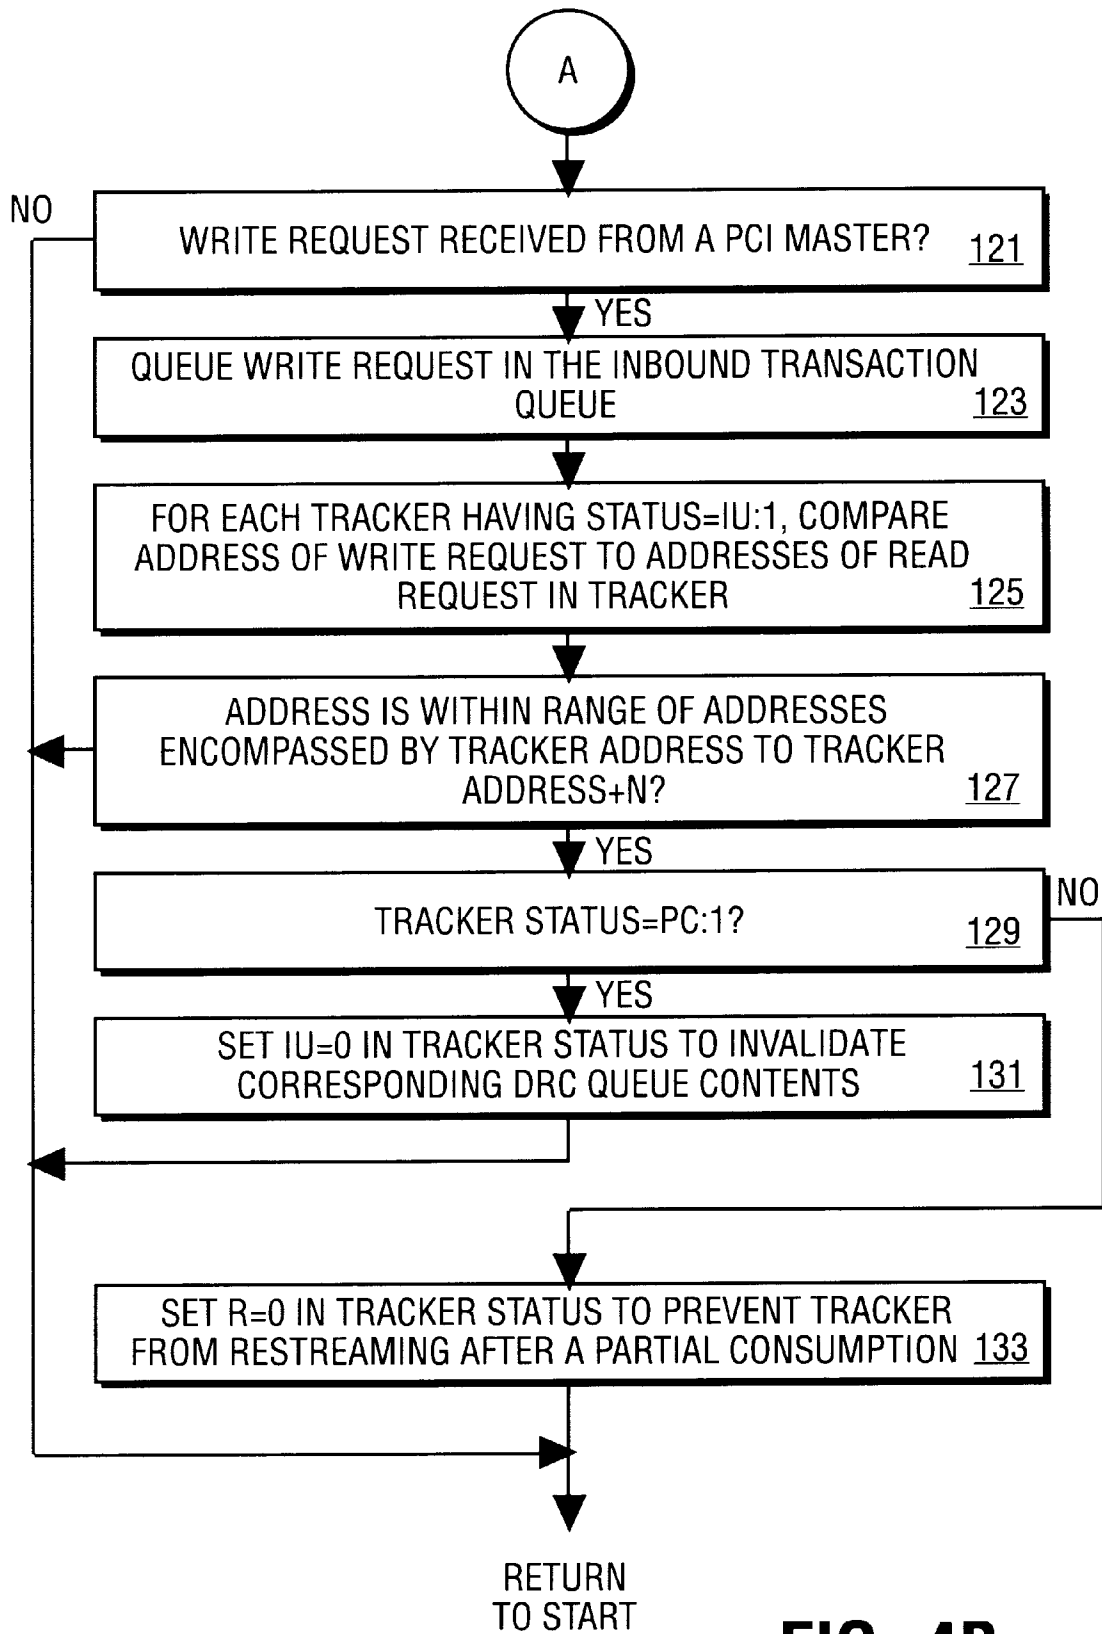 A
NO
WRITE REQUEST RECEIVED FROM A PCI MASTER?
121
YES
QUEUE WRITE REQUEST IN THE INBOUND TRANSACTION
QUEUE
123
FOR EACH TRACKER HAVING STATUS=IU:1, COMPARE
ADDRESS OF WRITE REQUEST TO ADDRESSES OF READ
REQUEST IN TRACKER
125
ADDRESS IS WITHIN RANGE OF ADDRESSES
ENCOMPASSED BY TRACKER ADDRESS TO TRACKER
ADDRESS+N?
127
YES
NO
TRACKER STATUS=PC:1?
129
YES
SET IU=0 IN TRACKER STATUS TO INVALIDATE
CORRESPONDING DRC QUEUE CONTENTS
131
SET R=0 IN TRACKER STATUS TO PREVENT TRACKER
FROM RESTREAMING AFTER A PARTIAL CONSUMPTION 133
RETURN
TO START